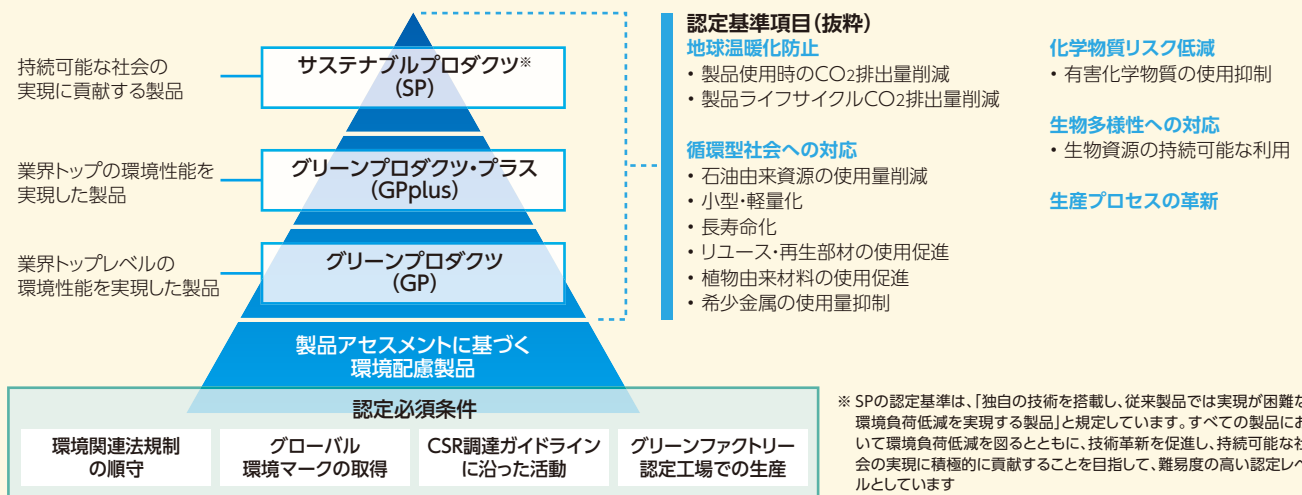 持続可能な社会の
実現に貢献する製品
サステナブルプロダクツ※
(SP)
業界トップの環境性能を
実現した製品
グリーンプロダクツ・プラス
(GPplus)
業界トップレベルの
環境性能を実現した製品
グリーンプロダクツ
(GP)
製品アセスメントに基づく
環境配慮製品
認定必須条件
環境関連法規制
の順守
グローバル
環境マークの取得
CSR調達ガイドライン
に沿った活動
グリーンファクトリー
認定工場での生産
認定基準項目(抜粋)
地球温暖化防止
・製品使用時のCO2排出量削減
・製品ライフサイクルCO2排出量削減
循環型社会への対応
・石油由来資源の使用量削減
・小型・軽量化
・長寿命化
・リユース・再生部材の使用促進
・植物由来材料の使用促進
・希少金属の使用量抑制
化学物質リスク低減
・有害化学物質の使用抑制
生物多様性への対応
・生物資源の持続可能な利用
生産プロセスの革新
※ SPの認定基準は、「独自の技術を搭載し、従来製品では実現が困難な
環境負荷低減を実現する製品」と規定しています。すべての製品にお
いて環境負荷低減を図るとともに、技術革新を促進し、持続可能な社
会の実現に積極的に貢献することを目指して、難易度の高い認定レベ
ルとしています